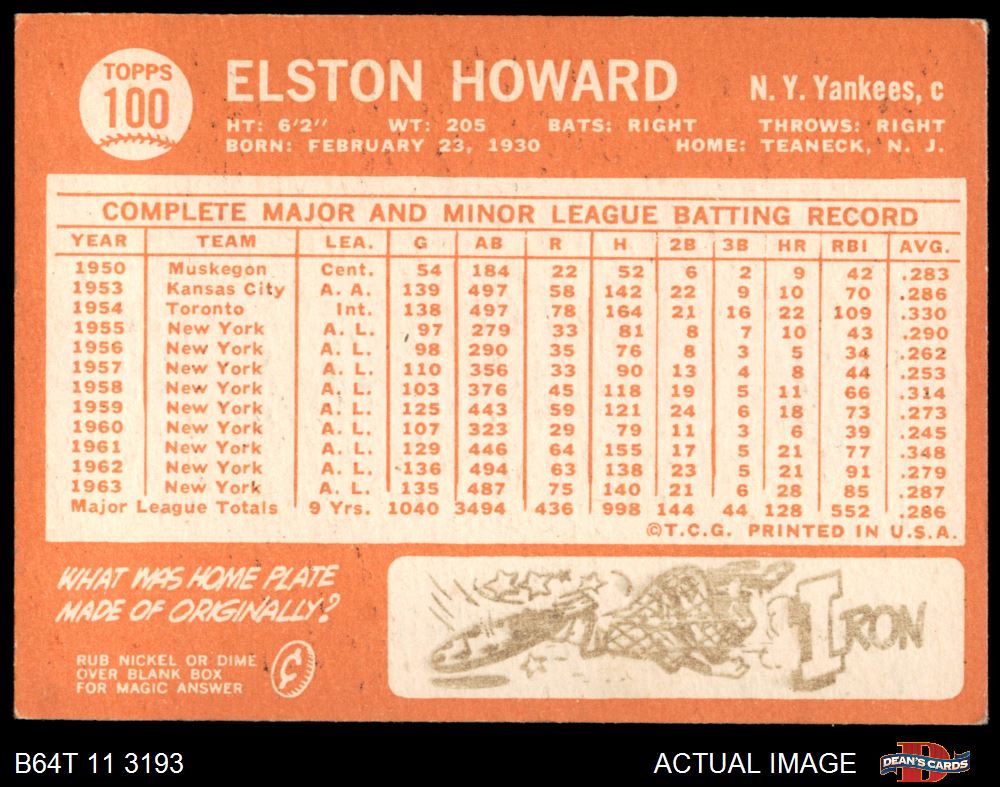 TOPPS
100
ELSTON HOWARD
N. Y. Yankees, c
HT: 6'2" WT: 205 BATS: RIGHT THROWS: RIGHT
BORN: FEBRUARY 23, 1930 HOME: TEANECK, N. J.
COMPLETE MAJOR AND MINOR LEAGUE BATTING RECORD
YEAR TEAM LEA. G AB R H 2B 3B HR RBI AVG.
1950 Muskegon Cent. 54 184 22 52 6 2 9 42 .283
1953 Kansas City A. A. 139 497 58 142 22 9 10 70 .286
1954 Toronto Int. 138 497 78 164 21 16 22 109 .330
1955 New York A. L. 97 279 33 81 8 7 10 43 .290
1956 New York A. L. 98 290 35 76 8 3 5 34 .262
1957 New York A. L. 110 356 33 90 13 4 8 44 .253
1958 New York A. L. 103 376 45 118 19 5 11 66 .314
1959 New York A. L. 125 443 59 121 24 6 18 73 .273
1960 New York A. L. 107 323 29 79 11 3 6 39 .245
1961 New York A. L. 129 446 64 155 17 5 21 77 .348
1962 New York A. L. 136 494 63 138 23 5 21 91 .279
1963 New York A. L. 135 487 75 140 21 6 28 85 .287
Major League Totals 9 Yrs. 1040 3494 436 998 144 44 128 552 .286
©T.C.G. PRINTED IN U.S.A.
WHAT WAS HOME PLATE
MADE OF ORIGINALLY?
RUB NICKEL OR DIME
OVER BLANK BOX
FOR MAGIC ANSWER
¢
IRON
B64T 11 3193
ACTUAL IMAGE
D
DEAN'S CARDS